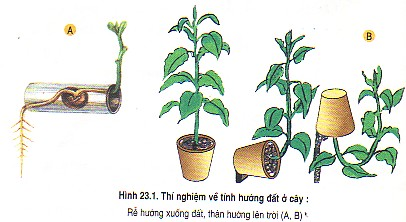 A
B
Hình 23.1. Thí nghiệm về tính hướng đất ở cây :
Rễ hướng xuống đất, thân hướng lên trời (A, B)